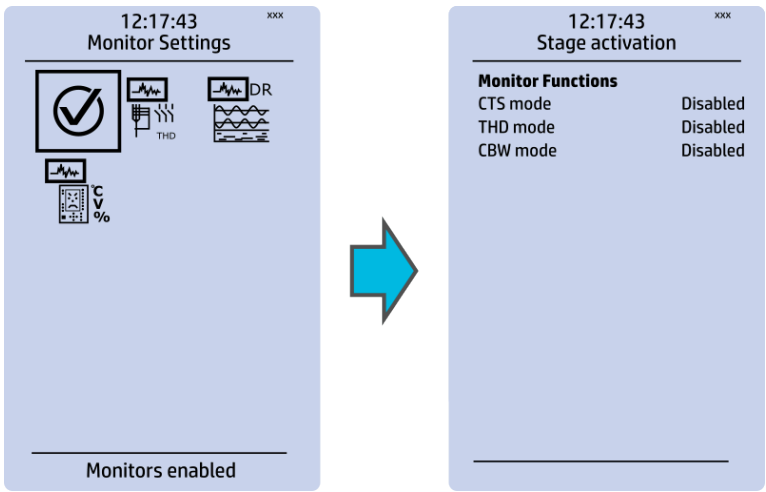 12:17:43 xxx
Monitor Settings
DR
THD
°C
V
%
Monitors enabled
12:17:43 xxx
Stage activation
Monitor Functions
CTS mode Disabled
THD mode Disabled
CBW mode Disabled